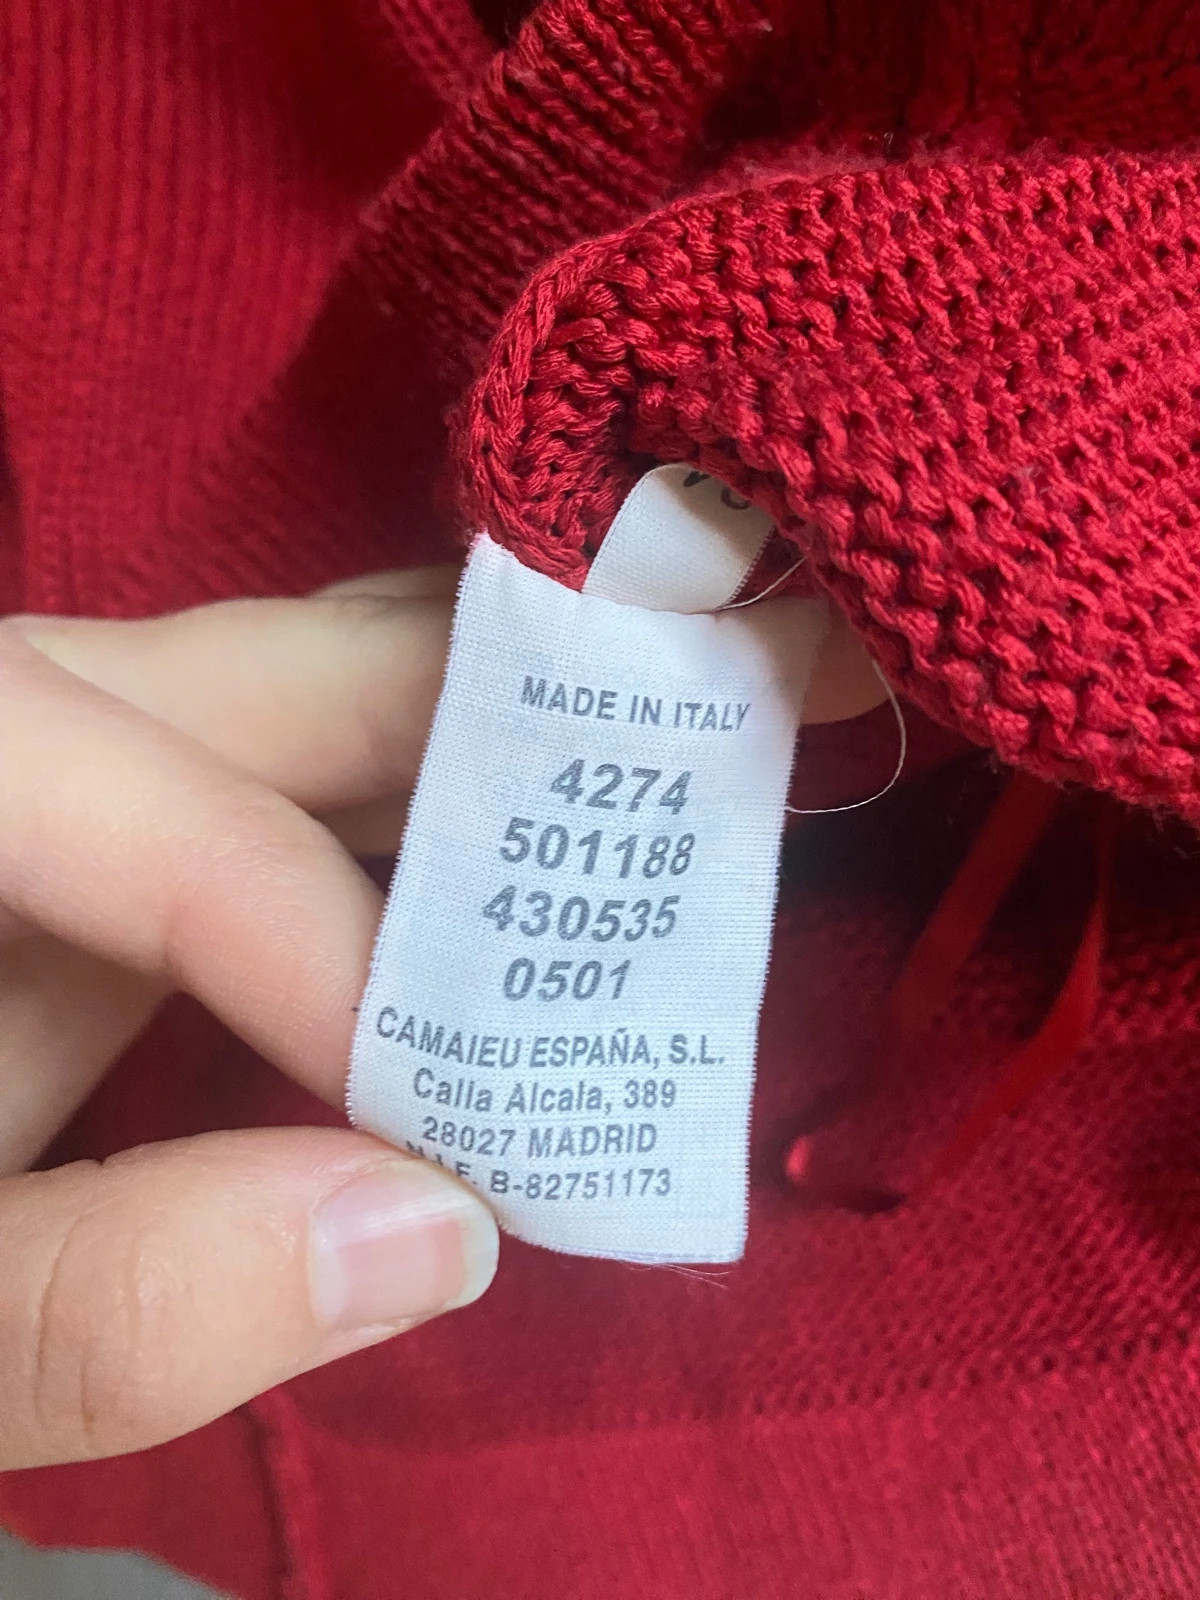 MADE IN ITALY
4274
501188
430535
0501
CAMAIEU ESPAÑA, S.L.
Calla Alcala, 389
28027 MADRID
N.I.F. B-82751173